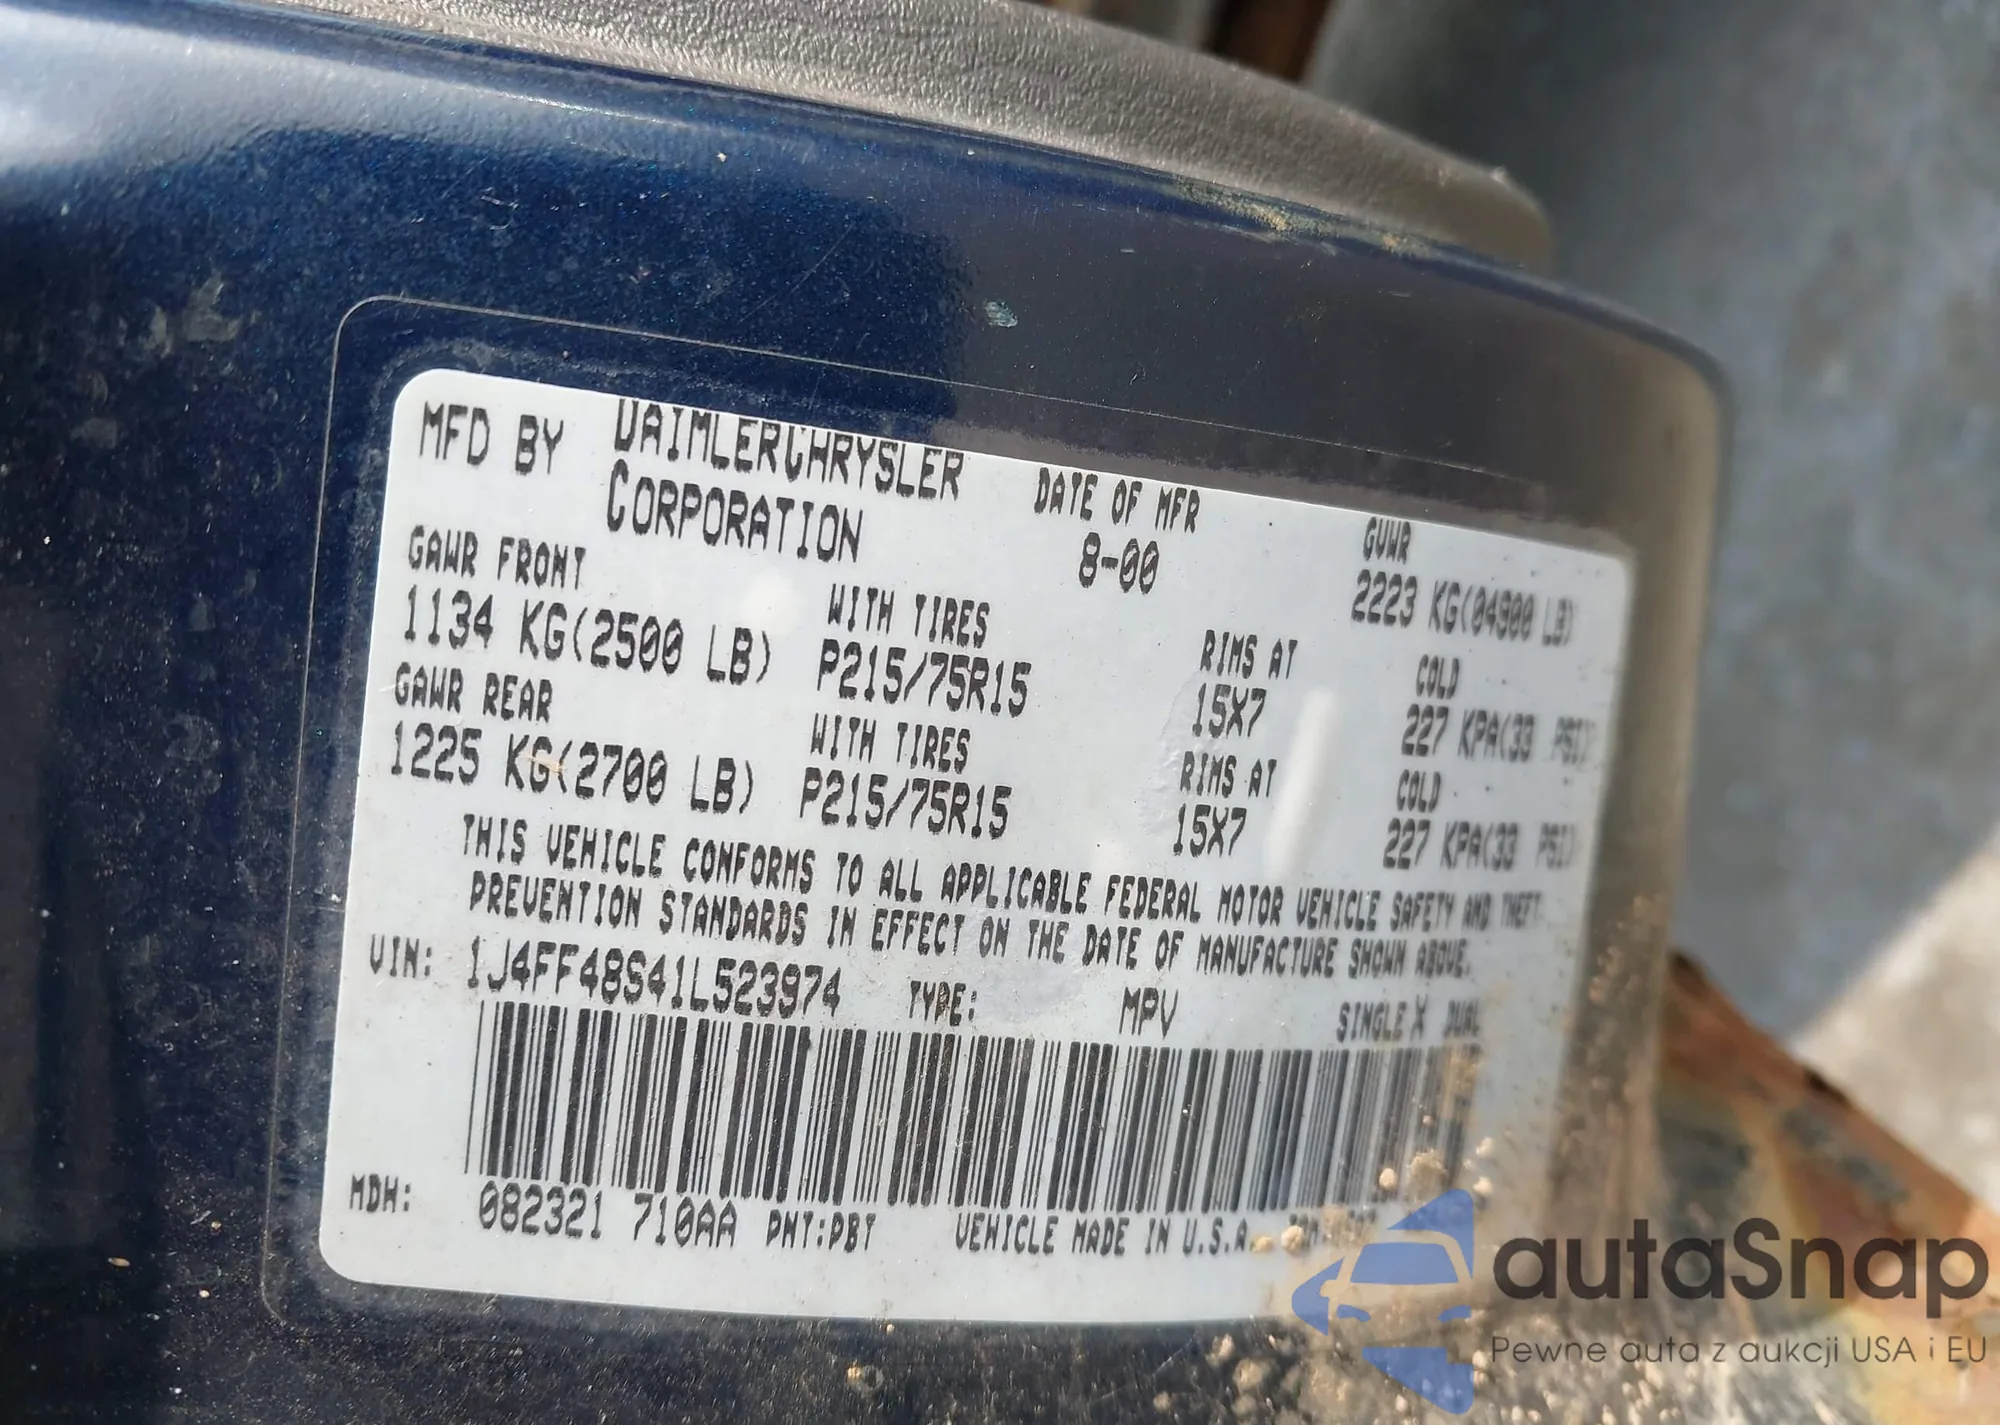 MFD BY DAIMLERCHRYSLER CORPORATION DATE OF MFR 8-00 GVWR 2223 KG(04900 LB)
GAWR FRONT WITH TIRES RIMS AT COLD
1134 KG(2500 LB) P215/75R15 15X7 227 KPA(33 PSI)
GAWR REAR WITH TIRES RIMS AT COLD
1225 KG(2700 LB) P215/75R15 15X7 227 KPA(33 PSI)
THIS VEHICLE CONFORMS TO ALL APPLICABLE FEDERAL MOTOR VEHICLE SAFETY AND THEFT
PREVENTION STANDARDS IN EFFECT ON THE DATE OF MANUFACTURE SHOWN ABOVE.
VIN: 1J4FF48S41L523974 TYPE: MPV SINGLE X DUAL
MDH: 082321 710AA PNT:PBT VEHICLE MADE IN U.S.A.
autaSnap
Pewne auta z aukcji USA i EU